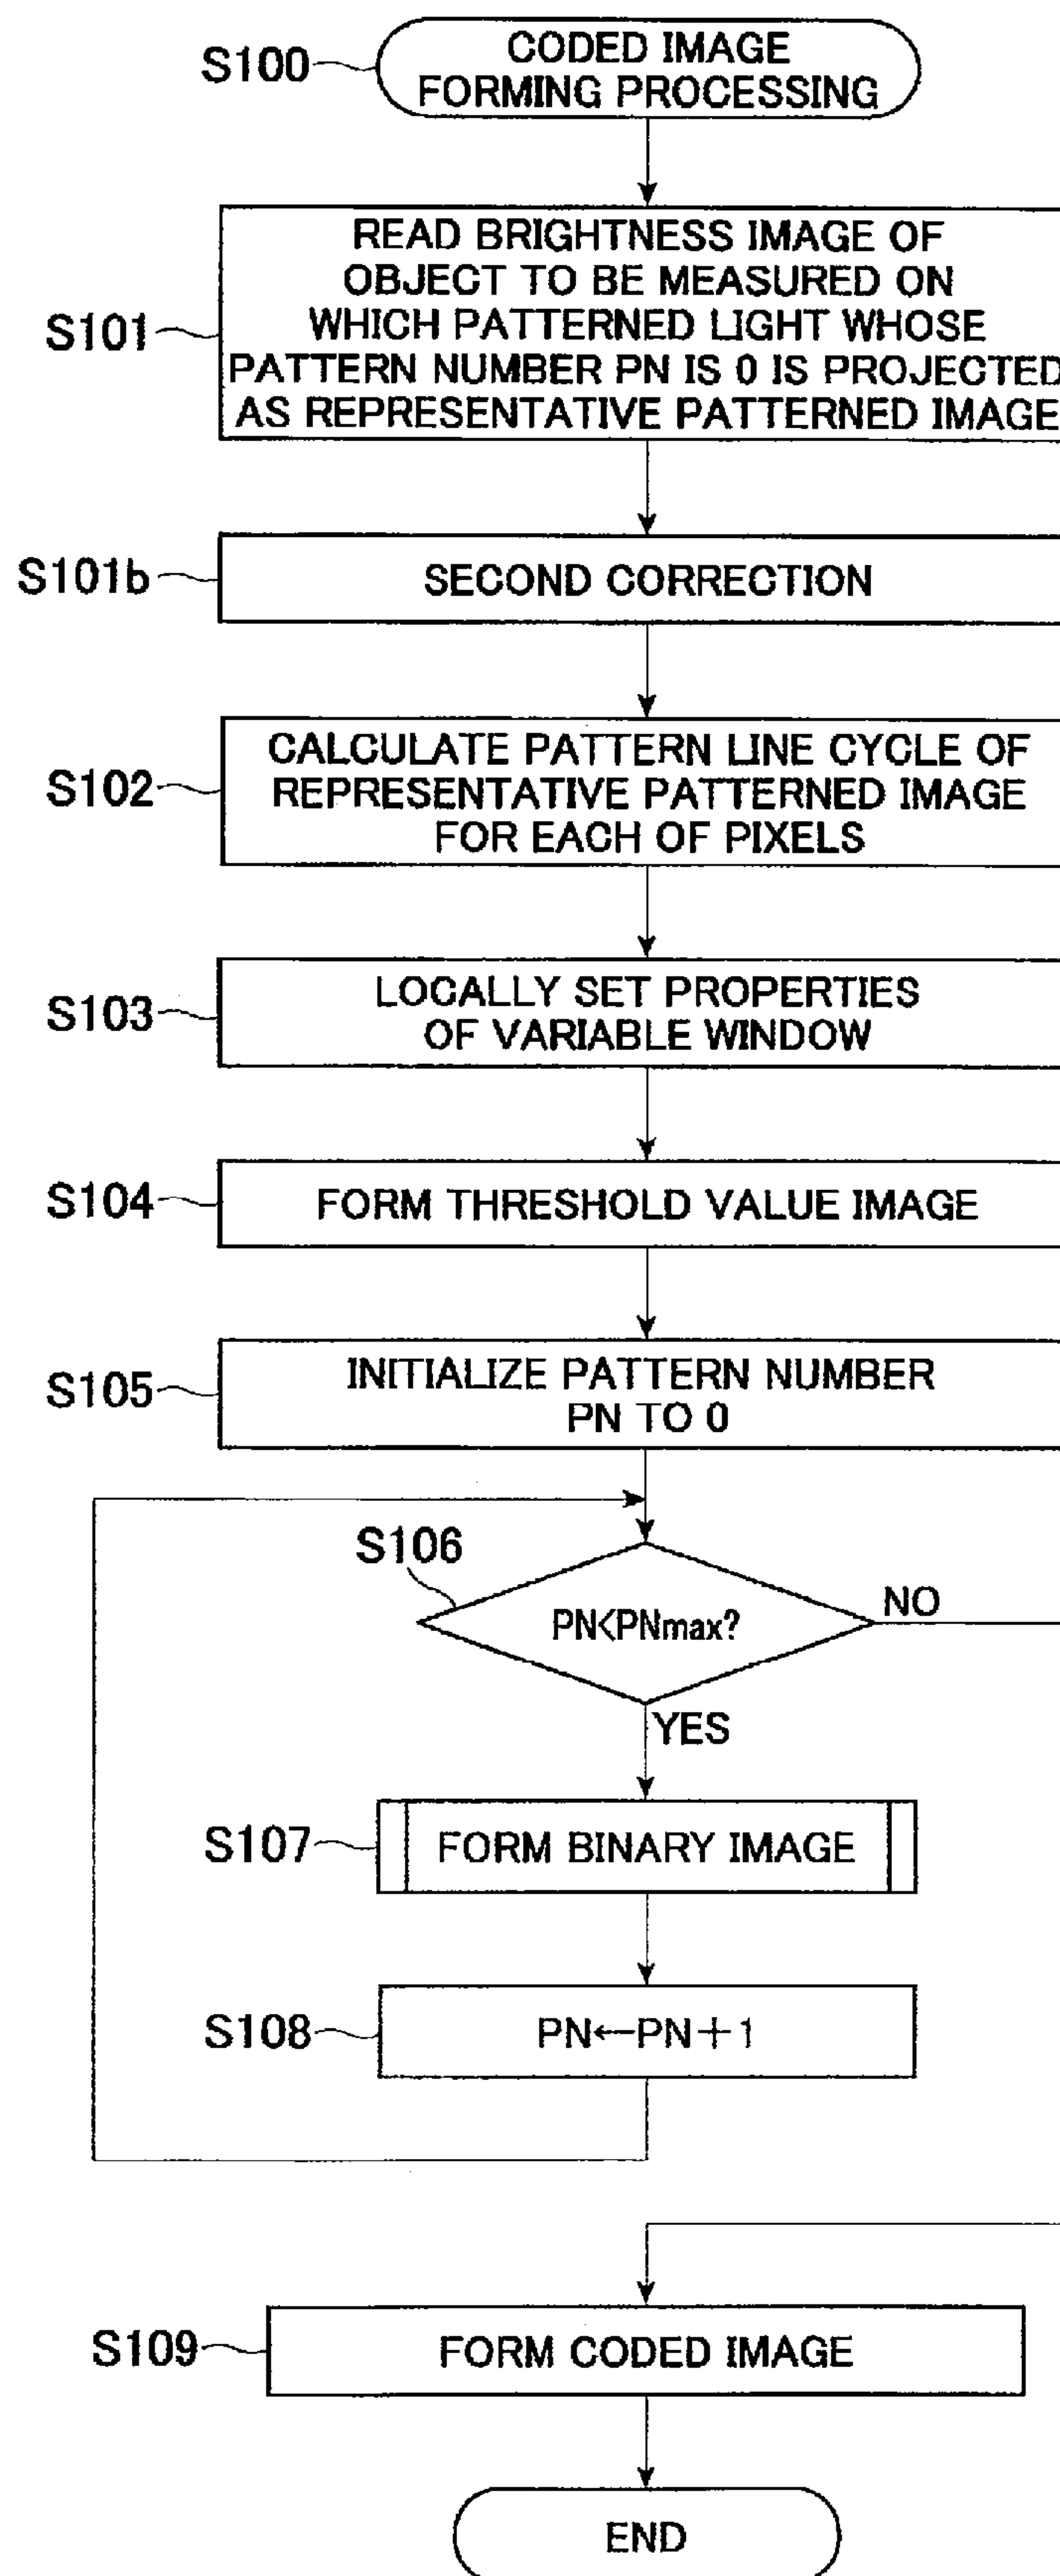 S100
CODED IMAGE
FORMING PROCESSING
S101
READ BRIGHTNESS IMAGE OF
OBJECT TO BE MEASURED ON
WHICH PATTERNED LIGHT WHOSE
PATTERN NUMBER PN IS 0 IS PROJECTED
AS REPRESENTATIVE PATTERNED IMAGE
S101b
SECOND CORRECTION
S102
CALCULATE PATTERN LINE CYCLE OF
REPRESENTATIVE PATTERNED IMAGE
FOR EACH OF PIXELS
S103
LOCALLY SET PROPERTIES
OF VARIABLE WINDOW
S104
FORM THRESHOLD VALUE IMAGE
S105
INITIALIZE PATTERN NUMBER
PN TO 0
S106
PN<PNmax?
NO
YES
S107
FORM BINARY IMAGE
S108
PN←PN+1
S109
FORM CODED IMAGE
END